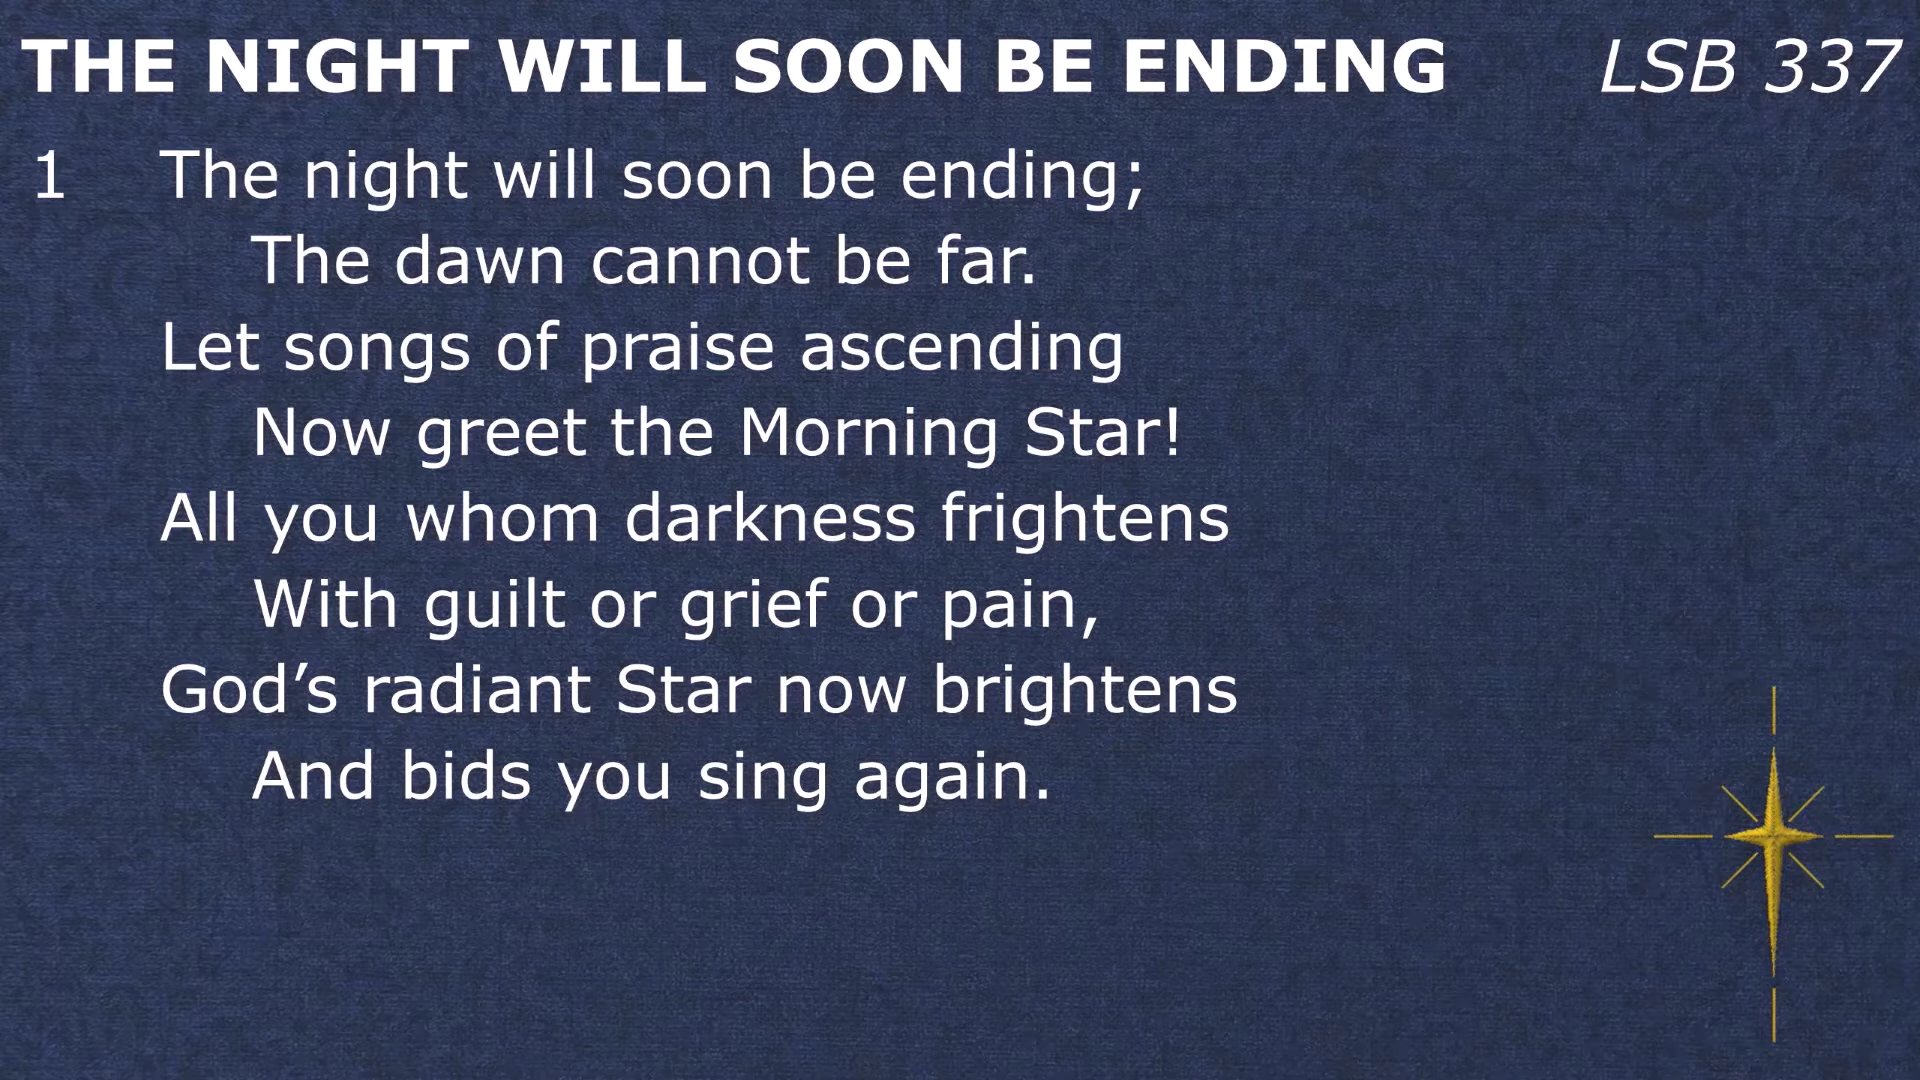 THE NIGHT WILL SOON BE ENDING LSB 337
1 The night will soon be ending;
The dawn cannot be far.
Let songs of praise ascending
Now greet the Morning Star!
All you whom darkness frightens
With guilt or grief or pain,
God’s radiant Star now brightens
And bids you sing again.